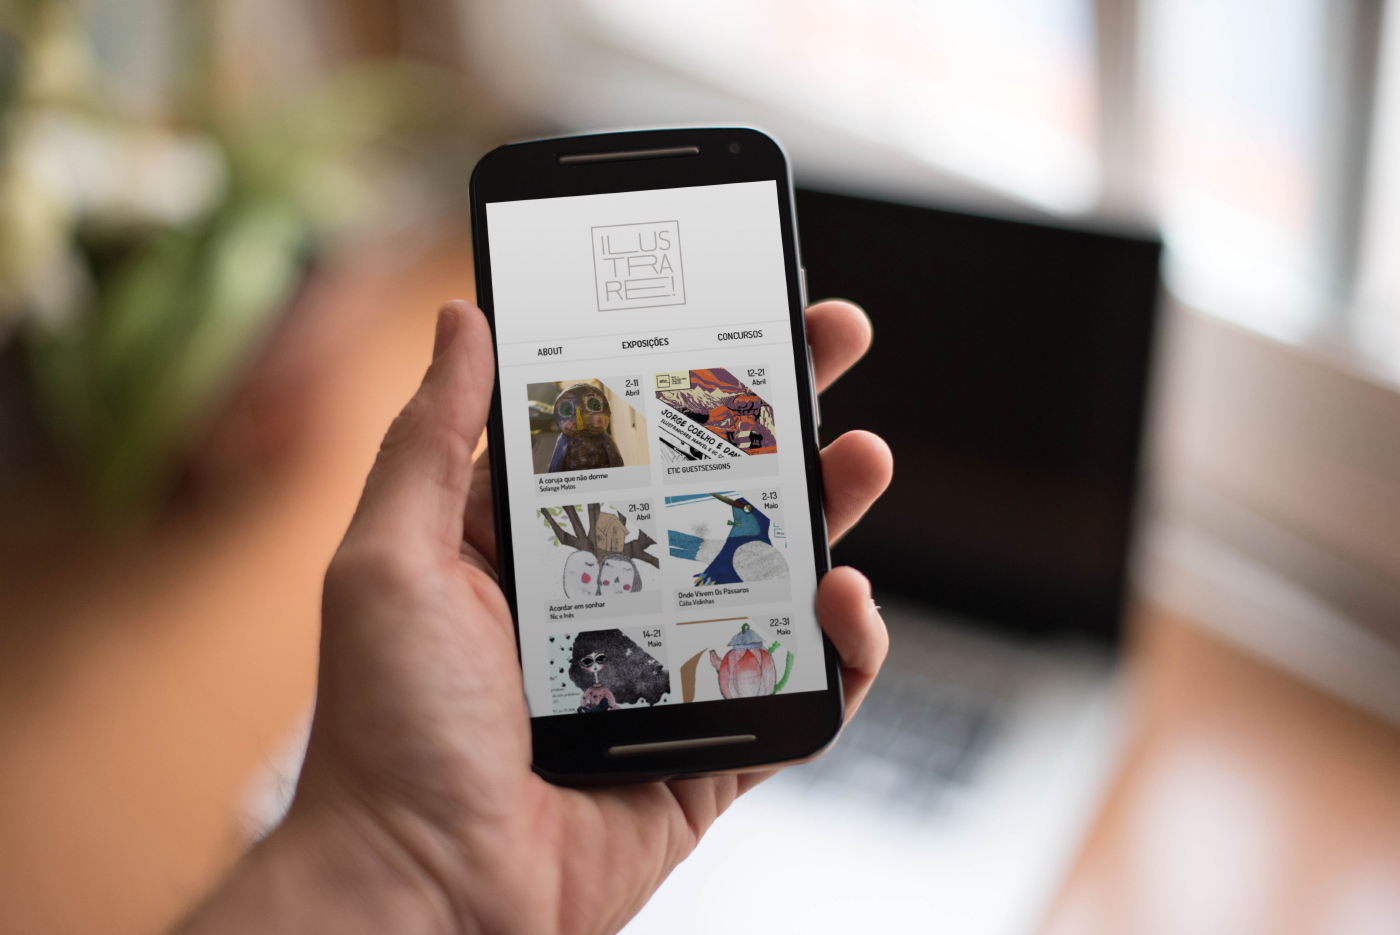 ILUS
TRA
RE!
ABOUT
EXPOSIÇÕES
CONCURSOS
2-11
Abril
A coruja que não dorme
Solange Matos
12-21
Abril
JORGE COELHO E DAN
ETIC GUESTSESSIONS
21-30
Abril
Acordar em sonhar
Nic e Inês
2-13
Maio
Onde Vivem Os Pássaros
Cátia Vidinhas
14-21
Maio
22-31
Maio